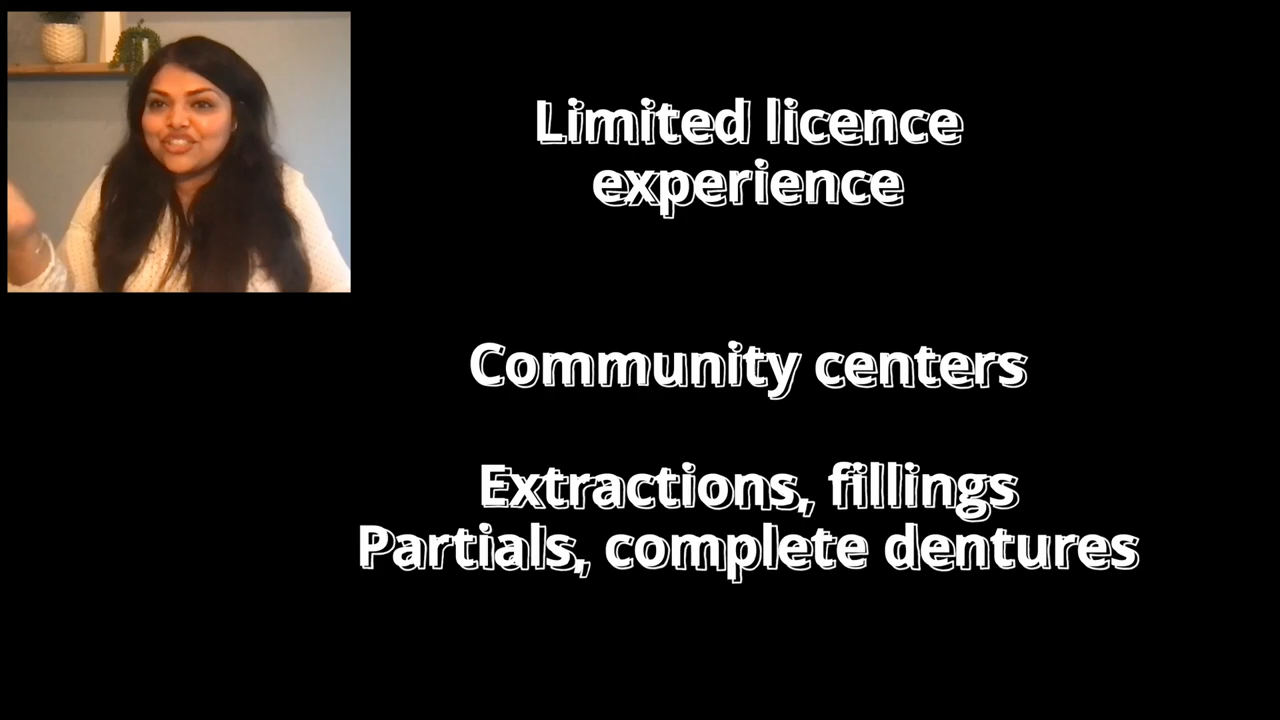 Limited licence
experience
Community centers
Extractions, fillings
Partials, complete dentures